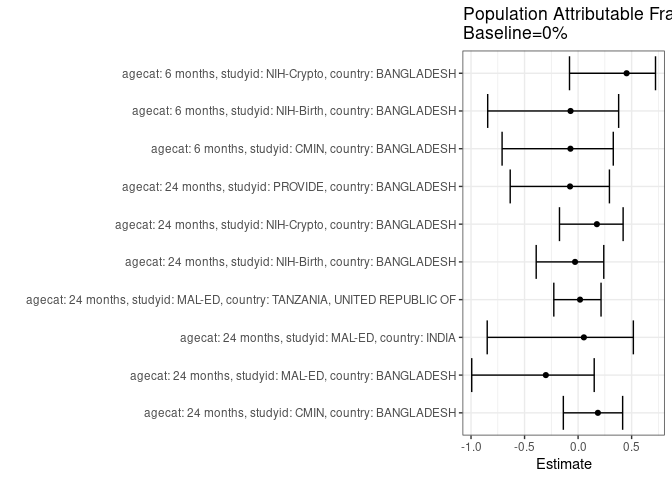 Population Attributable Fra
Baseline=0%
agecat: 6 months, studyid: NIH-Crypto, country: BANGLADESH
agecat: 6 months, studyid: NIH-Birth, country: BANGLADESH
agecat: 6 months, studyid: CMIN, country: BANGLADESH
agecat: 24 months, studyid: PROVIDE, country: BANGLADESH
agecat: 24 months, studyid: NIH-Crypto, country: BANGLADESH
agecat: 24 months, studyid: NIH-Birth, country: BANGLADESH
agecat: 24 months, studyid: MAL-ED, country: TANZANIA, UNITED REPUBLIC OF
agecat: 24 months, studyid: MAL-ED, country: INDIA
agecat: 24 months, studyid: MAL-ED, country: BANGLADESH
agecat: 24 months, studyid: CMIN, country: BANGLADESH
-1.0 -0.5 0.0 0.5
Estimate